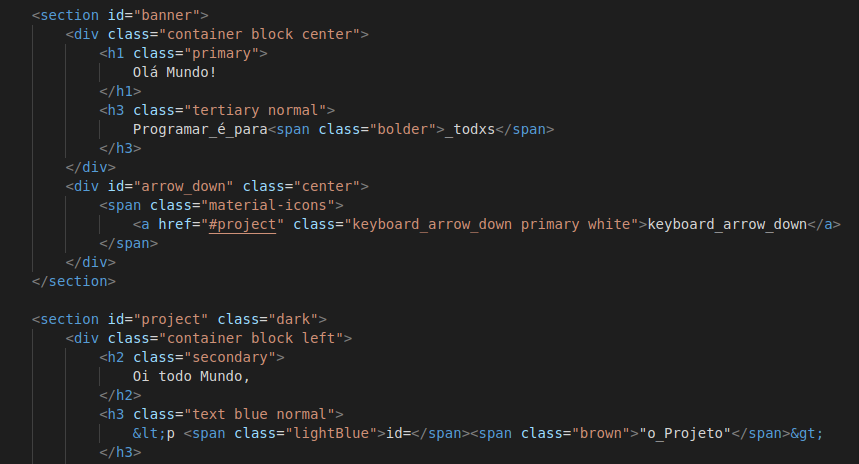 <section id="banner">
<div class="container block center">
<h1 class="primary">
Olá Mundo!
</h1>
<h3 class="tertiary normal">
Programar_é_para<span class="bolder">_todxs</span>
</h3>
</div>
<div id="arrow_down" class="center">
<span class="material-icons">
<a href="#project" class="keyboard_arrow_down primary white">keyboard_arrow_down</a>
</span>
</div>
</section>
<section id="project" class="dark">
<div class="container block left">
<h2 class="secondary">
Oi todo Mundo,
</h2>
<h3 class="text blue normal">
&lt;p <span class="lightBlue">id=</span><span class="brown">"o_Projeto"</span>&gt;
</h3>